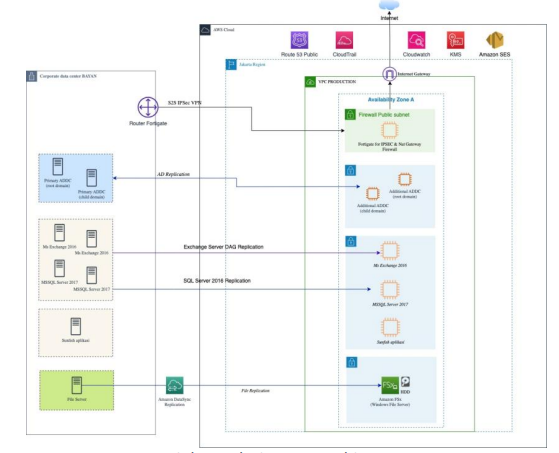 Internet
AWS Cloud
Route 53 Public
CloudTrail
Cloudwatch
KMS
Amazon SES
Corporate data center BAYAN
Jakarta Region
Internet Gateway
VPC PRODUCTION
Availability Zone A
S2S IPSec VPN
Router Fortigate
Firewall Public subnet
Fortigate for IPSEC & Nat Gateway
Firewall
Primary ADDC
(root domain)
Primary ADDC
(child domain)
AD Replication
Additional ADDC
(root domain)
Additional ADDC
(child domain)
Ms Exchange 2016
Ms Exchange 2016
Exchange Server DAG Replication
Ms Exchange 2016
MSSQL Server 2017
MSSQL Server 2017
SQL Server 2016 Replication
MSSQL Server 2017
Sunfish aplikasi
Sunfish aplikasi
File Server
Amazon DataSync
Replication
File Replication
FSx
HDD
Amazon FSx
(Windows File Server)